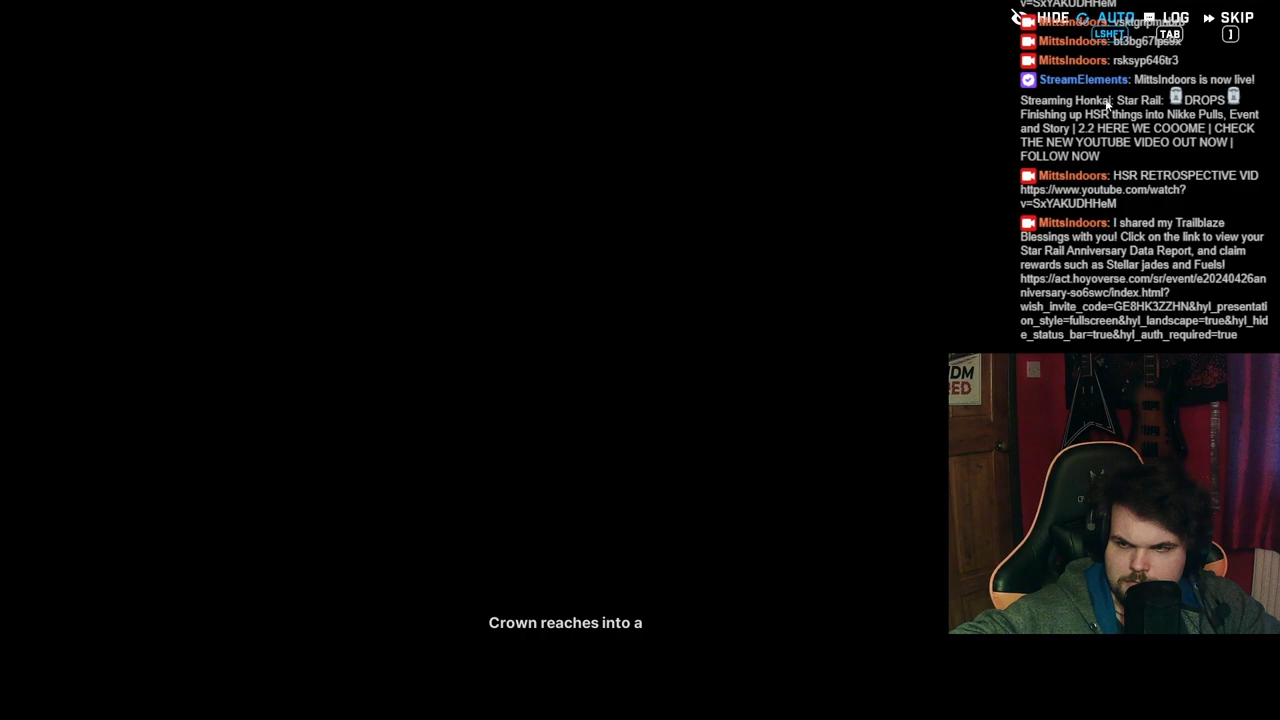 v=SxYAKUDHHeM
HIDE AUTO LOG SKIP
LSHFT TAB ]
MittsIndoors:
MittsIndoors: bl3bg67lps9x
MittsIndoors: rsksyp646tr3
StreamElements: MittsIndoors is now live!
Streaming Honkai: Star Rail: DROPS
Finishing up HSR things into Nikke Pulls, Event
and Story | 2.2 HERE WE COOOME | CHECK
THE NEW YOUTUBE VIDEO OUT NOW |
FOLLOW NOW
MittsIndoors: HSR RETROSPECTIVE VID
https://www.youtube.com/watch?
v=SxYAKUDHHeM
MittsIndoors: I shared my Trailblaze
Blessings with you! Click on the link to view your
Star Rail Anniversary Data Report, and claim
rewards such as Stellar jades and Fuels!
https://act.hoyoverse.com/sr/event/e20240426an
niversary-so6swc/index.html?
wish_invite_code=GE8HK3ZZHN&hyl_presentati
on_style=fullscreen&hyl_landscape=true&hyl_hid
e_status_bar=true&hyl_auth_required=true
Crown reaches into a